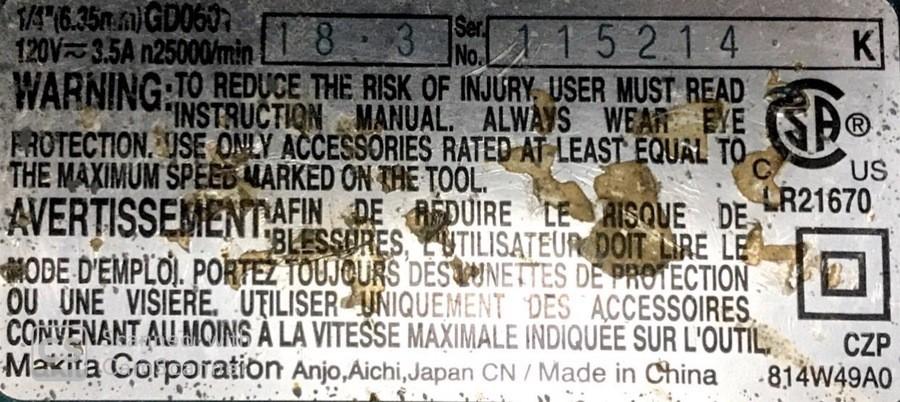 1/4"(6.35mm)GD060
120V 3.5A n25000/min 18.3 Ser. No. 115214 K
WARNING:TO REDUCE THE RISK OF INJURY, USER MUST READ
INSTRUCTION MANUAL. ALWAYS WEAR EYE
PROTECTION. USE ONLY ACCESSORIES RATED AT LEAST EQUAL TO
THE MAXIMUM SPEED MARKED ON THE TOOL.
SA®
C US
LR21670
AVERTISSEMENT:AFIN DE RÉDUIRE LE RISQUE DE
BLESSURES, L'UTILISATEUR DOIT LIRE LE
MODE D'EMPLOI. PORTEZ TOUJOURS DES LUNETTES DE PROTECTION
OU UNE VISIÈRE. UTILISER UNIQUEMENT DES ACCESSOIRES
CONVENANT AU MOINS À LA VITESSE MAXIMALE INDIQUÉE SUR L'OUTIL.
CZP
Makita Corporation Anjo,Aichi,Japan CN / Made in China 814W49A0